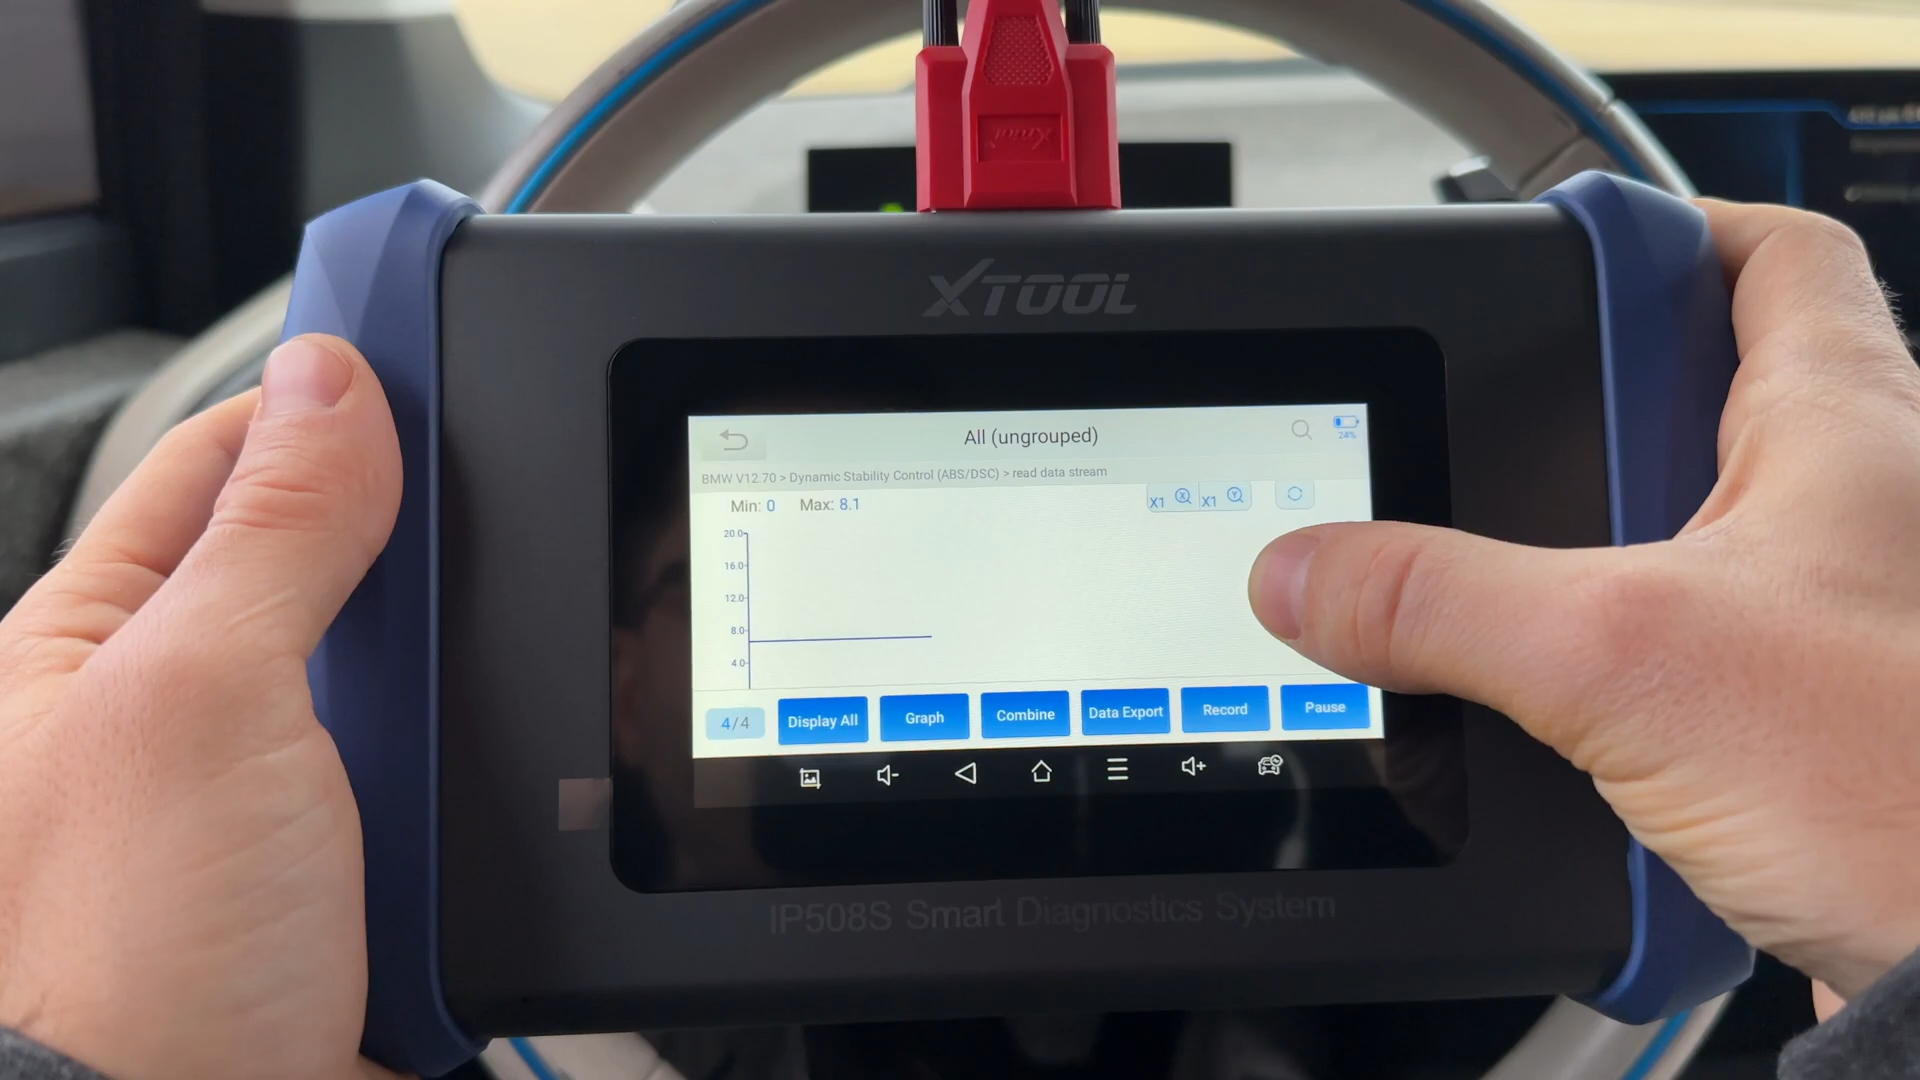 XTOOL
All (ungrouped)
24%
BMW V12.70 > Dynamic Stability Control (ABS/DSC) > read data stream
Min: 0 Max: 8.1
X1 X X1 Y
20.0
16.0
12.0
8.0
4.0
4/4
Display All
Graph
Combine
Data Export
Record
Pause
IP508S Smart Diagnostics System